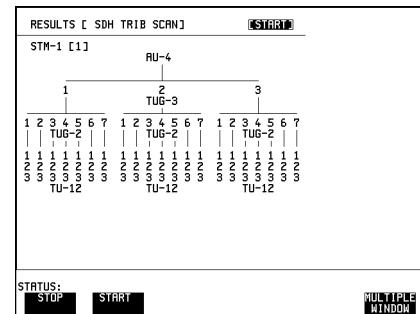 RESULTS [ SDH TRIB SCAN] [START]
STM-1 [1]
AU-4
1 2 3
TUG-3
1 2 3 4 5 6 7 1 2 3 4 5 6 7 1 2 3 4 5 6 7
TUG-2 TUG-2 TUG-2
1 1 1 1 1 1 1 1 1 1 1 1 1 1 1 1 1 1 1 1 1
2 2 2 2 2 2 2 2 2 2 2 2 2 2 2 2 2 2 2 2 2
3 3 3 3 3 3 3 3 3 3 3 3 3 3 3 3 3 3 3 3 3
TU-12 TU-12 TU-12
STATUS:
STOP START MULTIPLE
WINDOW